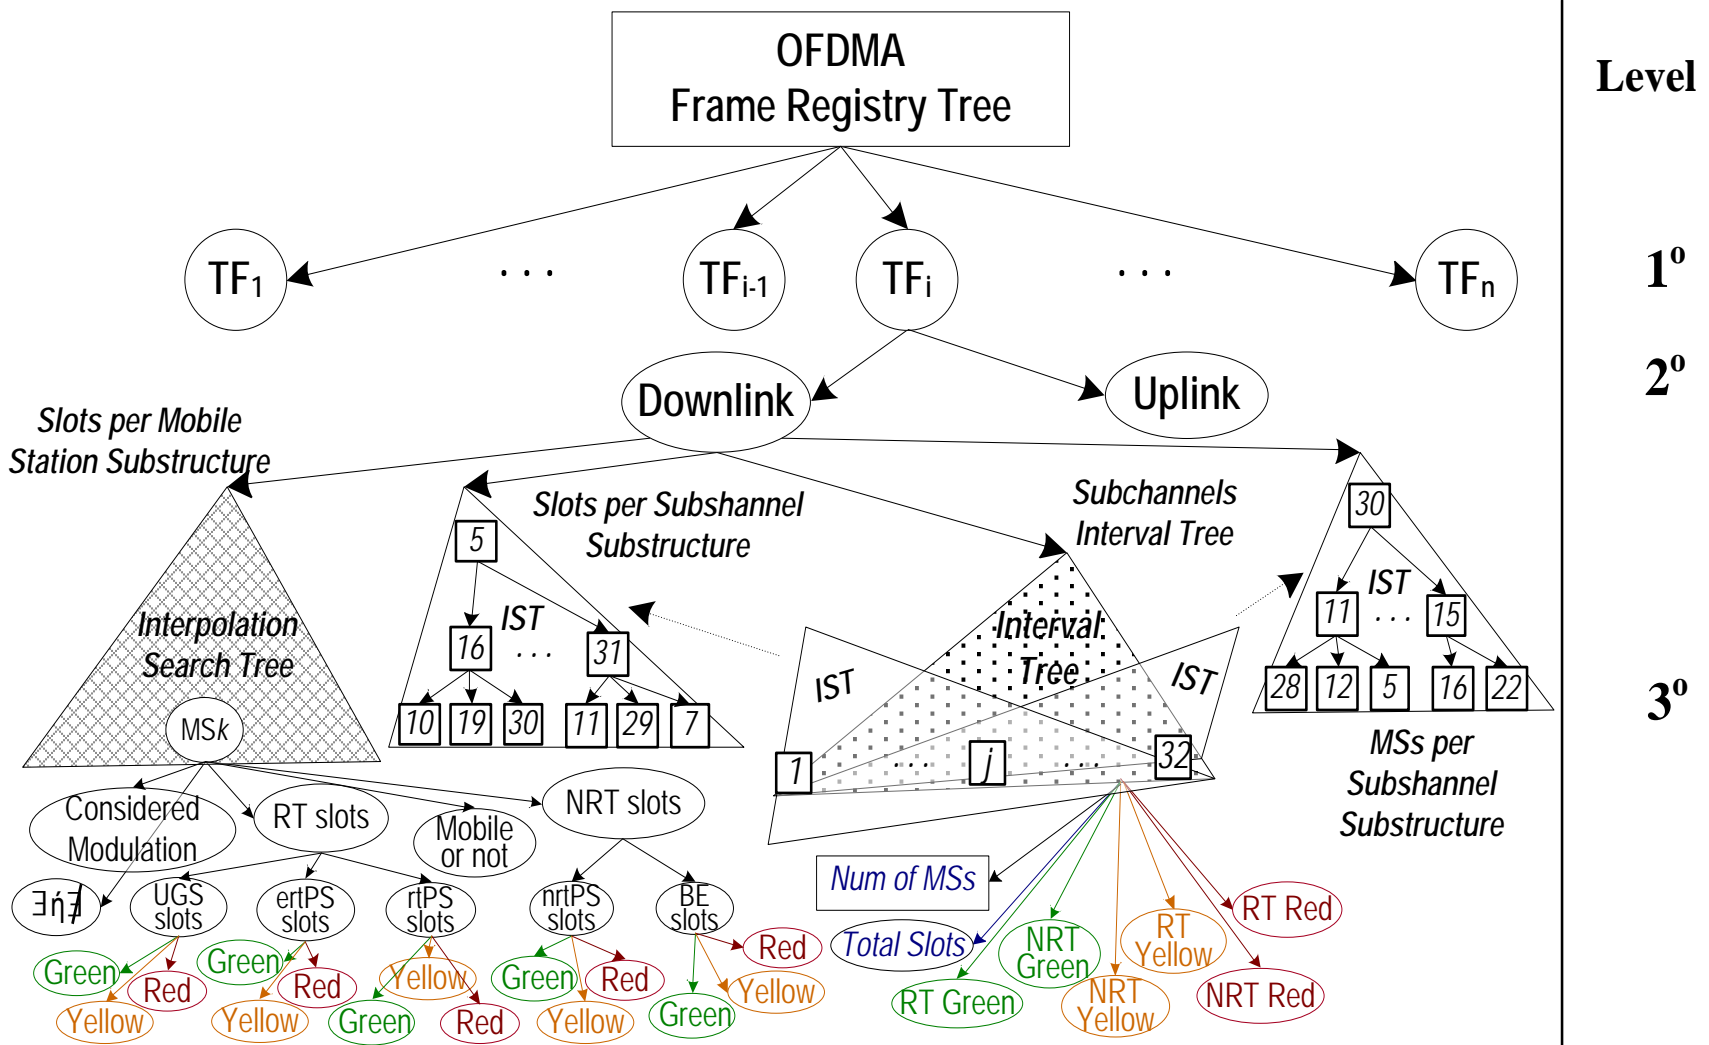 OFDMA
Frame Registry Tree
Level
TF1
. . .
TFi-1
TFi
. . .
TFn
1º
Downlink
Uplink
2º
Slots per Mobile
Station Substructure
Slots per Subshannel
Substructure
Subchannels
Interval Tree
Interpolation
Search Tree
MSk
5
IST
16
. . .
31
10
19
30
11
29
7
Interval
Tree
IST
IST
1
...
j
...
32
30
IST
11
. . .
15
28
12
5
16
22
3º
MSs per
Subshannel
Substructure
Considered
Modulation
RT slots
Mobile
or not
NRT slots
∃ή∄
UGS
slots
ertPS
slots
rtPS
slots
nrtPS
slots
BE
slots
Green
Red
Yellow
Green
Red
Yellow
Yellow
Green
Red
Green
Red
Yellow
Red
Yellow
Green
Num of MSs
Total Slots
RT Green
NRT
Green
NRT
Yellow
RT
Yellow
RT Red
NRT Red